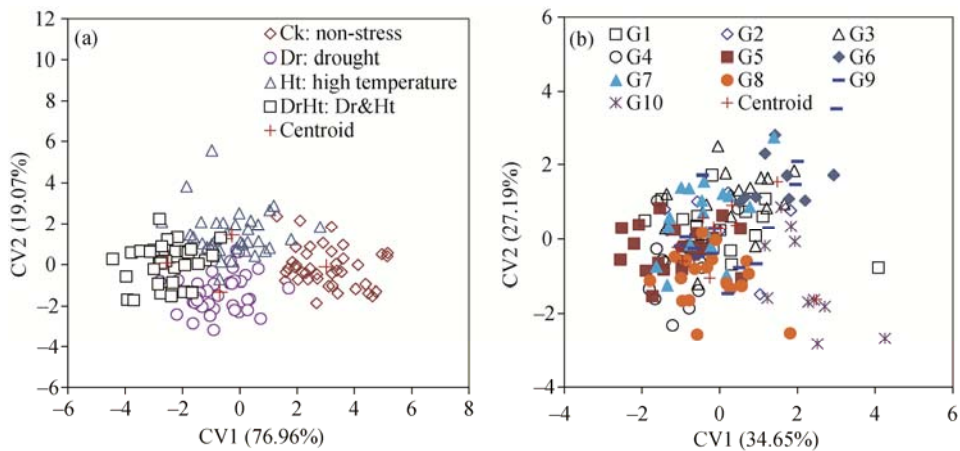 (a)
Ck: non-stress
Dr: drought
Ht: high temperature
DrHt: Dr&Ht
Centroid
12
10
8
6
4
2
0
−2
−4
−6
CV2 (19.07%)
−6 −4 −2 0 2 4 6 8
CV1 (76.96%)
(b)
G1 G2 G3
G4 G5 G6
G7 G8 G9
G10 Centroid
6
4
2
0
−2
−4
CV2 (27.19%)
−4 −2 0 2 4 6
CV1 (34.65%)